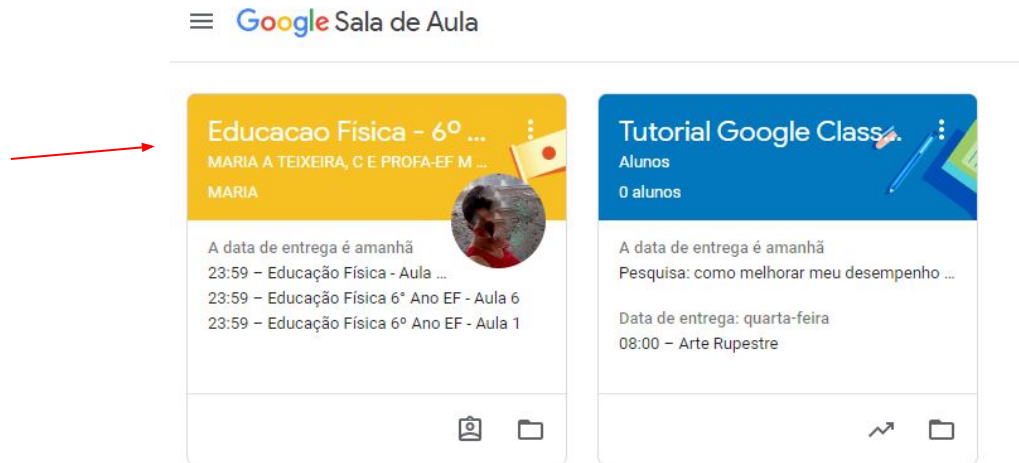 Google Sala de Aula
Educacao Física - 6º ...
MARIA A TEIXEIRA, C E PROFA-EF M ...
MARIA
A data de entrega é amanhã
23:59 – Educação Física - Aula ...
23:59 – Educação Física 6° Ano EF - Aula 6
23:59 – Educação Física 6º Ano EF - Aula 1
Tutorial Google Class...
Alunos
0 alunos
A data de entrega é amanhã
Pesquisa: como melhorar meu desempenho ...
Data de entrega: quarta-feira
08:00 – Arte Rupestre